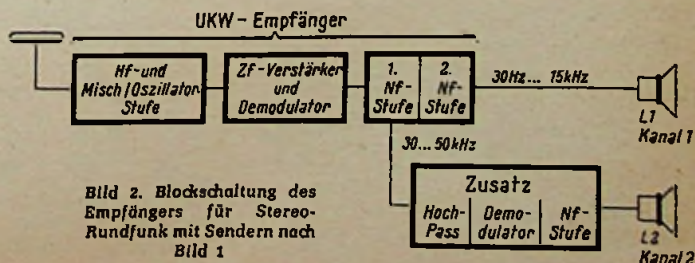 UKW - Empfänger
Hf-und
Misch/Oszillator
Stufe
Zf-Verstärker
und
Demodulator
1.
Nf-
Stufe
2.
Nf-
Stufe
30Hz... 15kHz
L1
Kanal 1
30...50kHz
Zusatz
Hoch-
Pass
Demo-
dulator
Nf-
Stufe
L2
Kanal 2
Bild 2. Blockschaltung des
Empfängers für Stereo-
Rundfunk mit Sendern nach
Bild 1